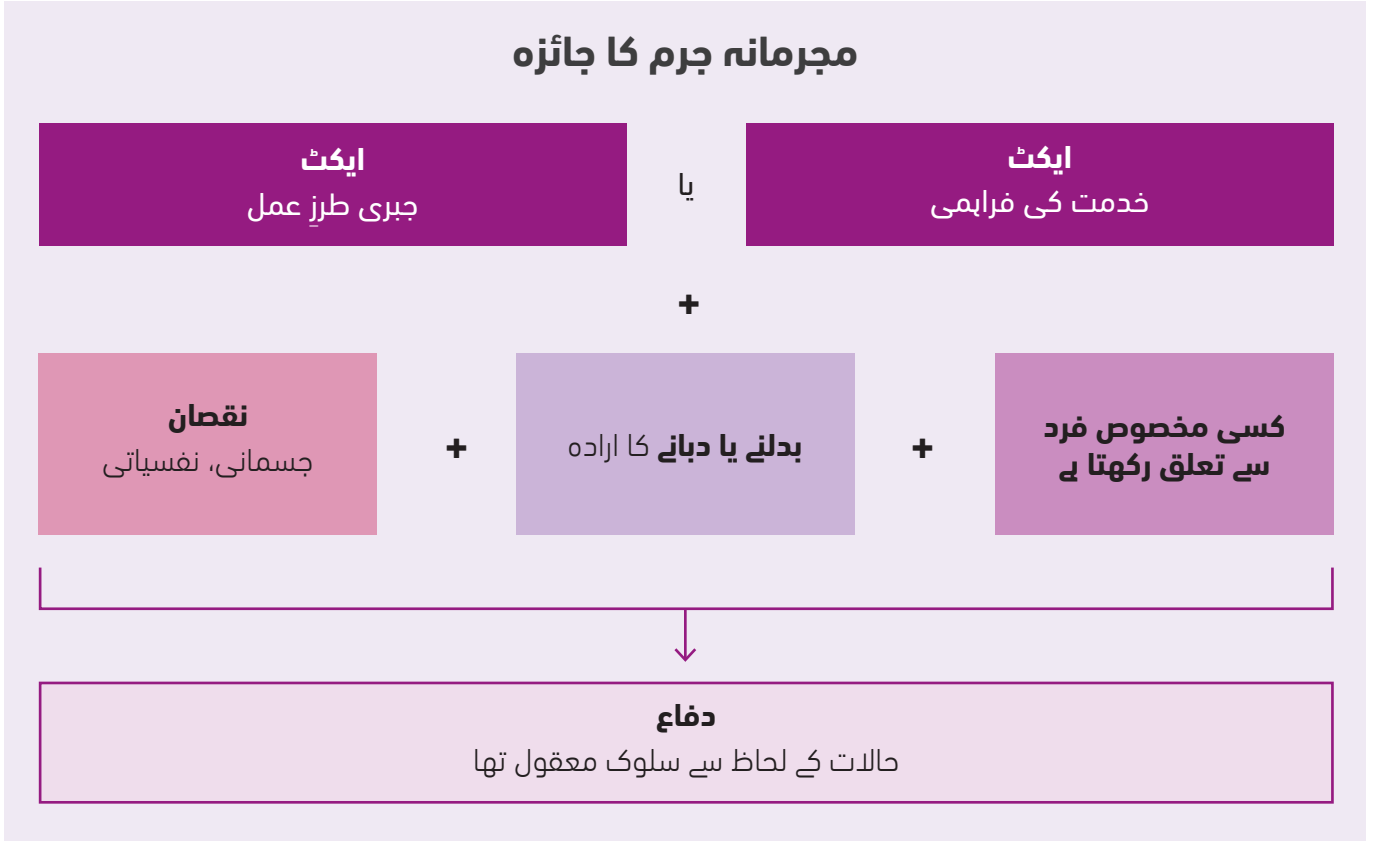 مجرمانہ جرم کا جائزہ
ایکٹ
خدمت کی فراہمی
یا
ایکٹ
جبری طرزِ عمل
+
کسی مخصوص فرد
سے تعلق رکھتا ہے
+
بدلنے یا دبانے کا ارادہ
+
نقصان
جسمانی، نفسیاتی
دفاع
حالات کے لحاظ سے سلوک معقول تھا